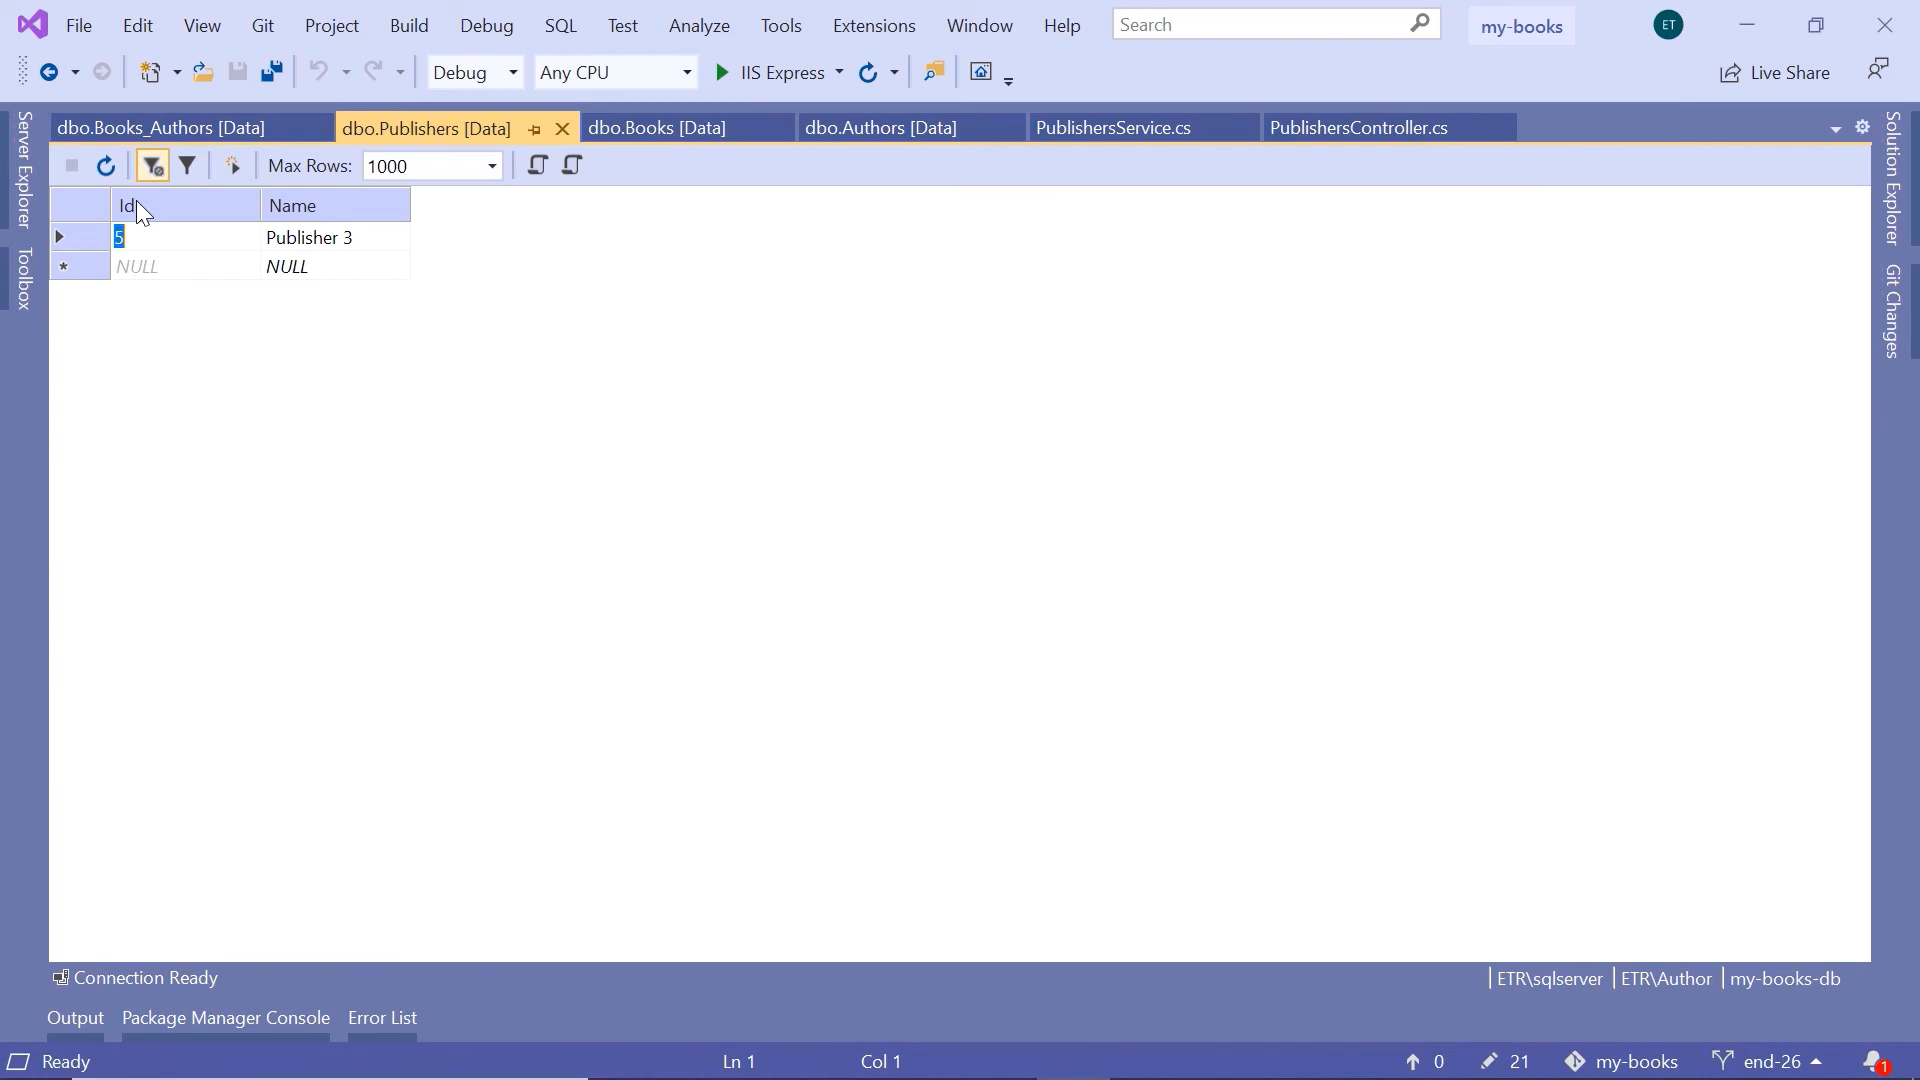 File Edit View Git Project Build Debug SQL Test Analyze Tools Extensions Window Help Search my-books ET
Debug Any CPU IIS Express Live Share
Server Explorer
Toolbox
dbo.Books_Authors [Data] dbo.Publishers [Data] dbo.Books [Data] dbo.Authors [Data] PublishersService.cs PublishersController.cs
Max Rows: 1000
Id Name
5 Publisher 3
NULL NULL
Solution Explorer
Git Changes
Connection Ready ETR\sqlserver ETR\Author my-books-db
Output Package Manager Console Error List
Ready Ln 1 Col 1 0 21 my-books end-26 1